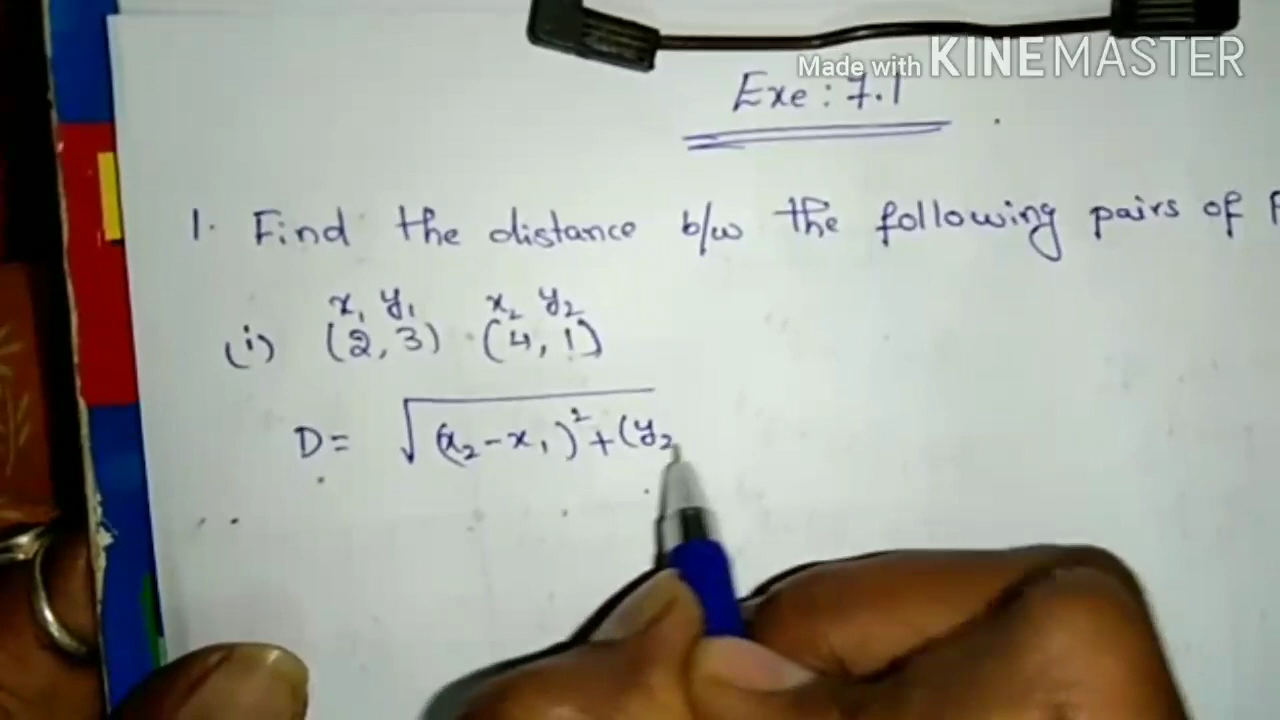 Made with KINEMASTER
Exe : 7.1
1. Find the distance b/w the following pairs of
x₁ y₁ x₂ y₂
(i) (2, 3) (4, 1)
D = √(x₂ - x₁)² + (y₂